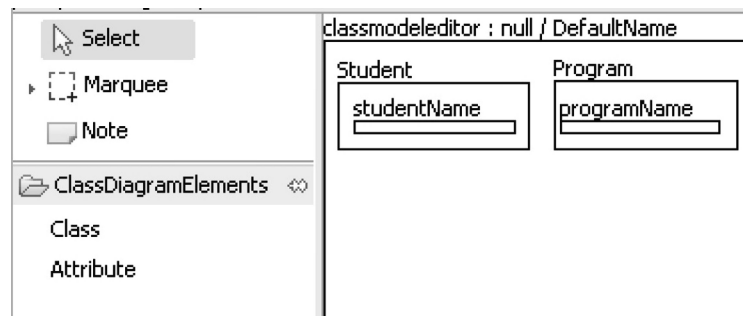 Select
Marquee
Note
ClassDiagramElements
Class
Attribute
classmodeleditor : null / DefaultName
Student
Program
studentName
programName